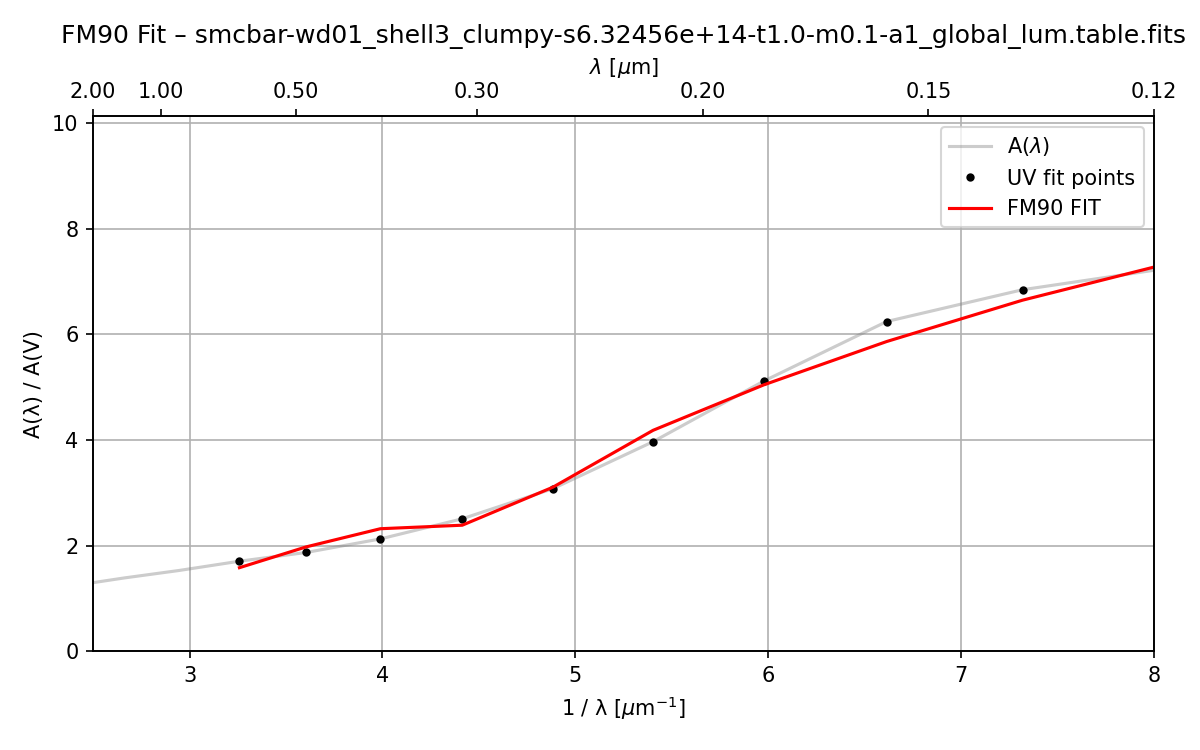 FM90 Fit – smcbar-wd01_shell3_clumpy-s6.32456e+14-t1.0-m0.1-a1_global_lum.table.fits
λ [μm]
2.00 1.00 0.50 0.30 0.20 0.15 0.12
A(λ)
UV fit points
FM90 FIT
A(λ) / A(V)
10
8
6
4
2
0
3 4 5 6 7 8
1 / λ [μm⁻¹]